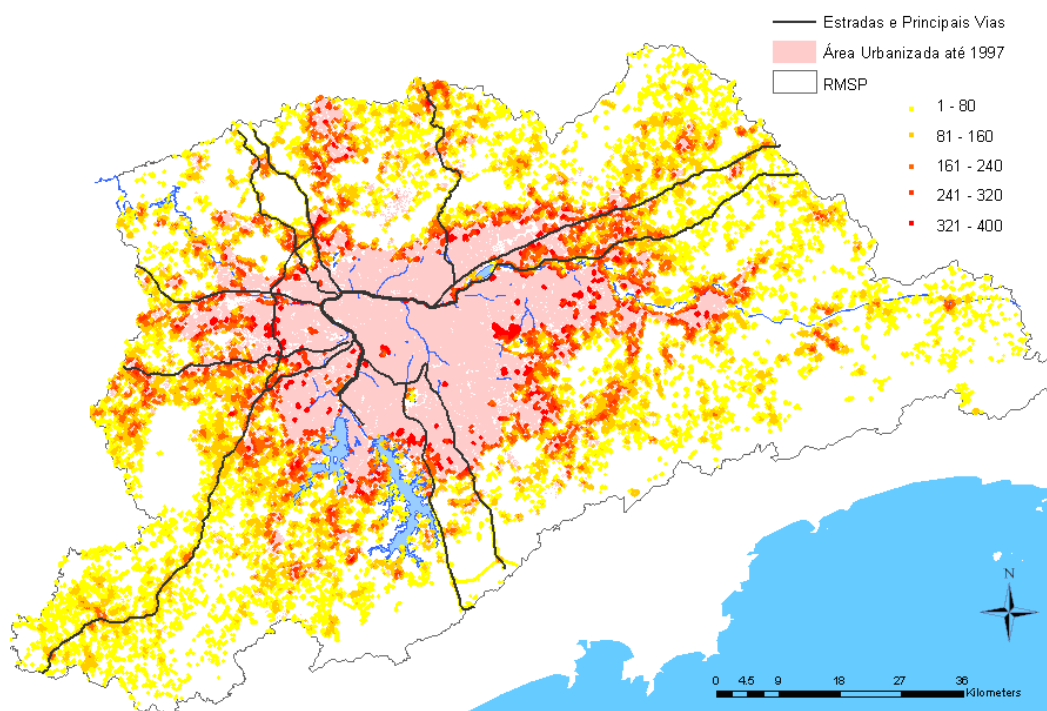 Estradas e Principais Vias
Área Urbanizada até 1997
RMSP
1 - 80
81 - 160
161 - 240
241 - 320
321 - 400
N
0 4.5 9 18 27 36
Kilometers